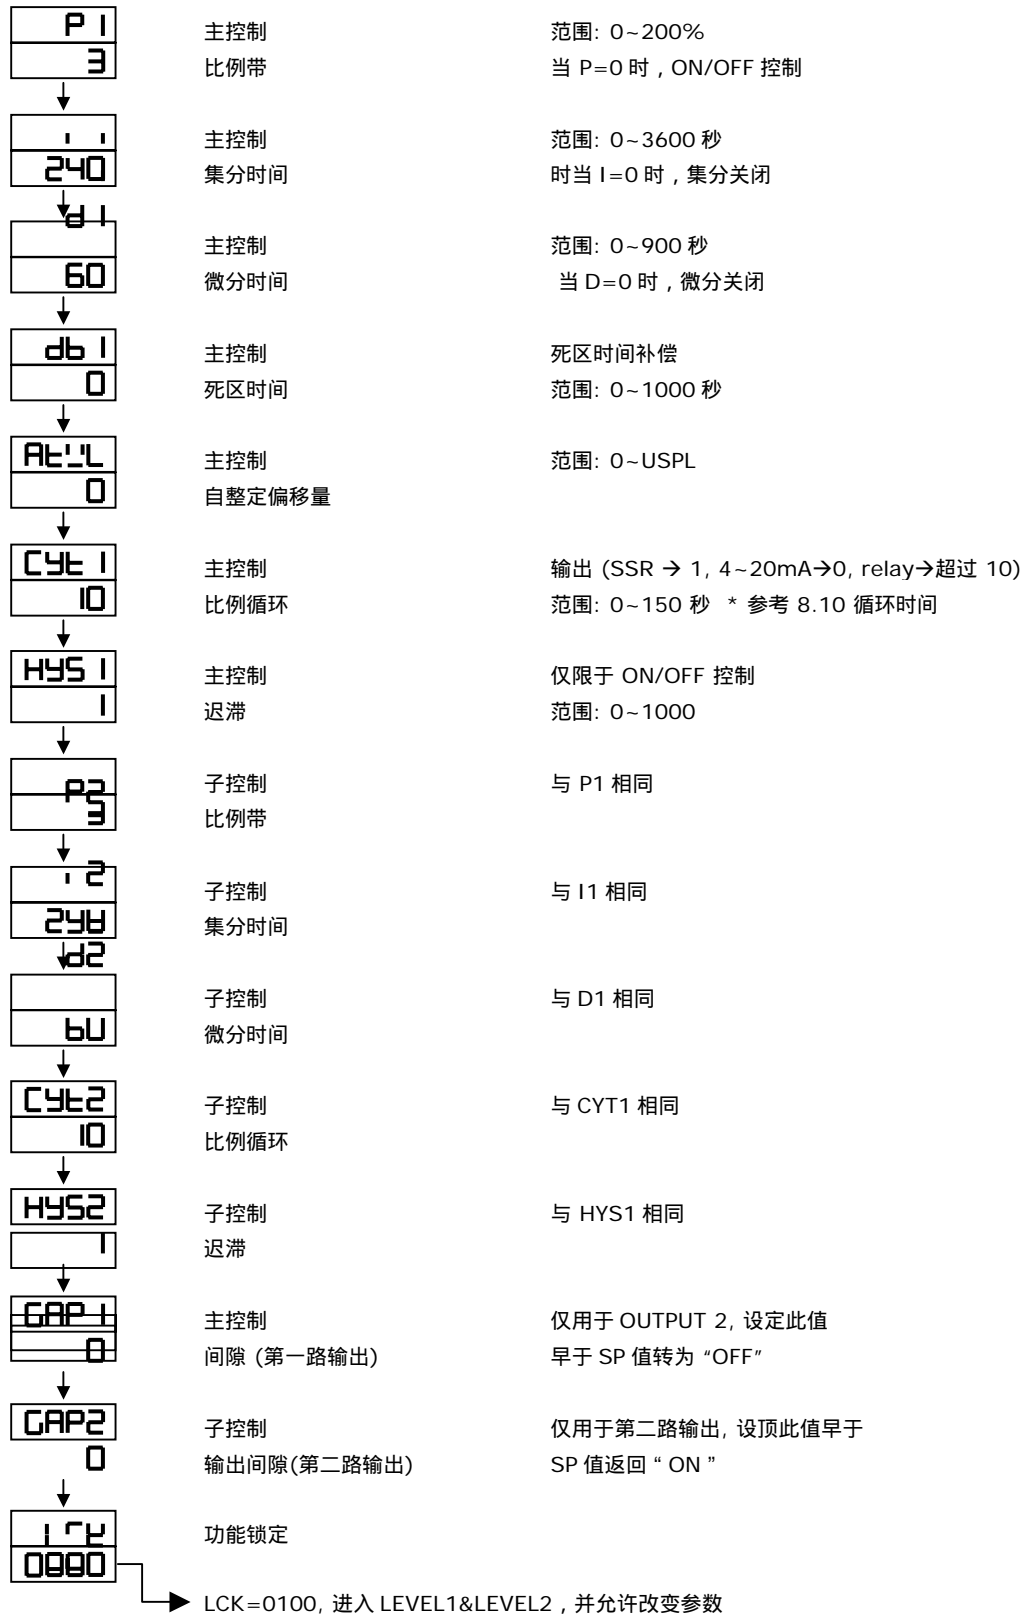 P1 主控制 范围: 0~200%
3 比例带 当 P=0 时 , ON/OFF 控制
i 1 主控制 范围: 0~3600 秒
240 集分时间 时当 I=0 时 , 集分关闭
d1
主控制 范围: 0~900 秒
60 微分时间 当 D=0 时 , 微分关闭
db1 主控制 死区时间补偿
0 死区时间 范围: 0~1000 秒
主控制 范围: 0~USPL
0 自整定偏移量
CYt1 主控制 输出 (SSR → 1, 4~20mA→0, relay→超过 10)
10 比例循环 范围: 0~150 秒 * 参考 8.10 循环时间
HYS1 主控制 仅限于 ON/OFF 控制
1 迟滞 范围: 0~1000
P2 子控制 与 P1 相同
3 比例带
i2 子控制 与 I1 相同
集分时间
d2
子控制 与 D1 相同
微分时间
CYt2 子控制 与 CYT1 相同
10 比例循环
HYS2 子控制 与 HYS1 相同
1 迟滞
GAP1 主控制 仅用于 OUTPUT 2, 设定此值
0 间隙 (第一路输出) 早于 SP 值转为 “OFF”
GAP2 子控制 仅用于第二路输出, 设顶此值早于
0 输出间隙(第二路输出) SP 值返回 “ ON ”
功能锁定
LCK=0100, 进入 LEVEL1&LEVEL2 , 并允许改变参数